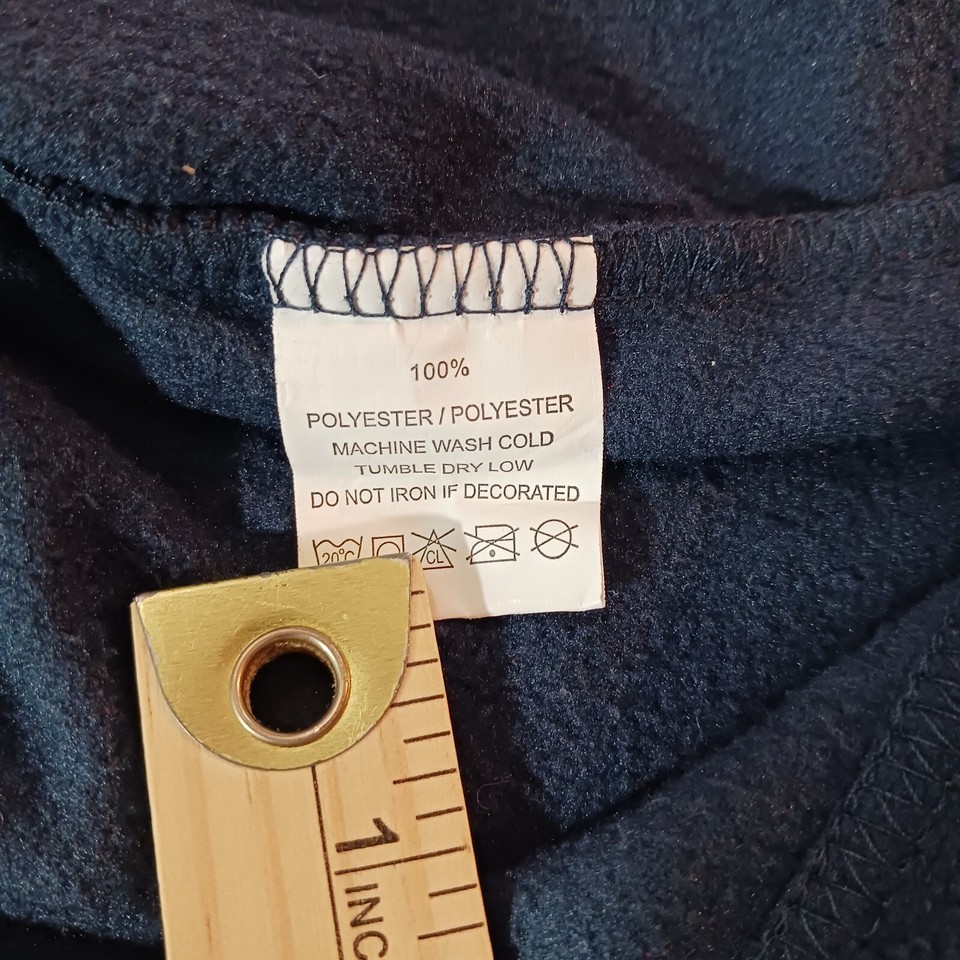 100%
POLYESTER / POLYESTER
MACHINE WASH COLD
TUMBLE DRY LOW
DO NOT IRON IF DECORATED
20°C
CL
1
INC